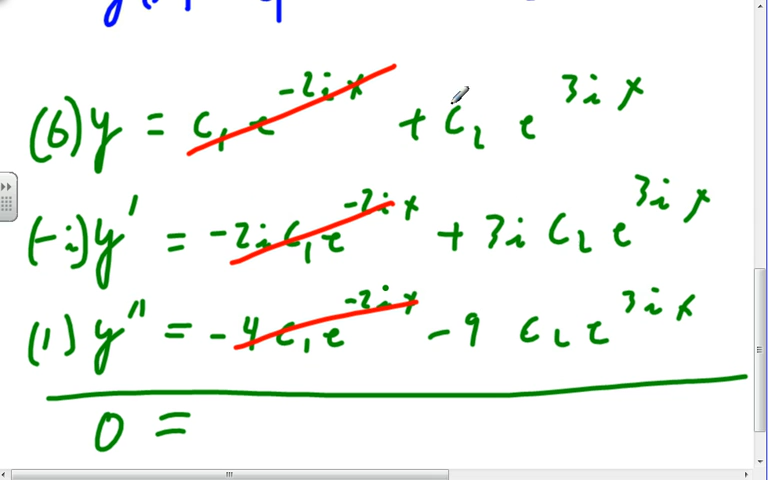 (6) y = c₁ e^{-2ix} + c₂ e^{3ix}
(-i) y' = -2i c₁ e^{-2ix} + 3i c₂ e^{3ix}
(1) y'' = -4 c₁ e^{-2ix} - 9 c₂ e^{3ix}
0 =